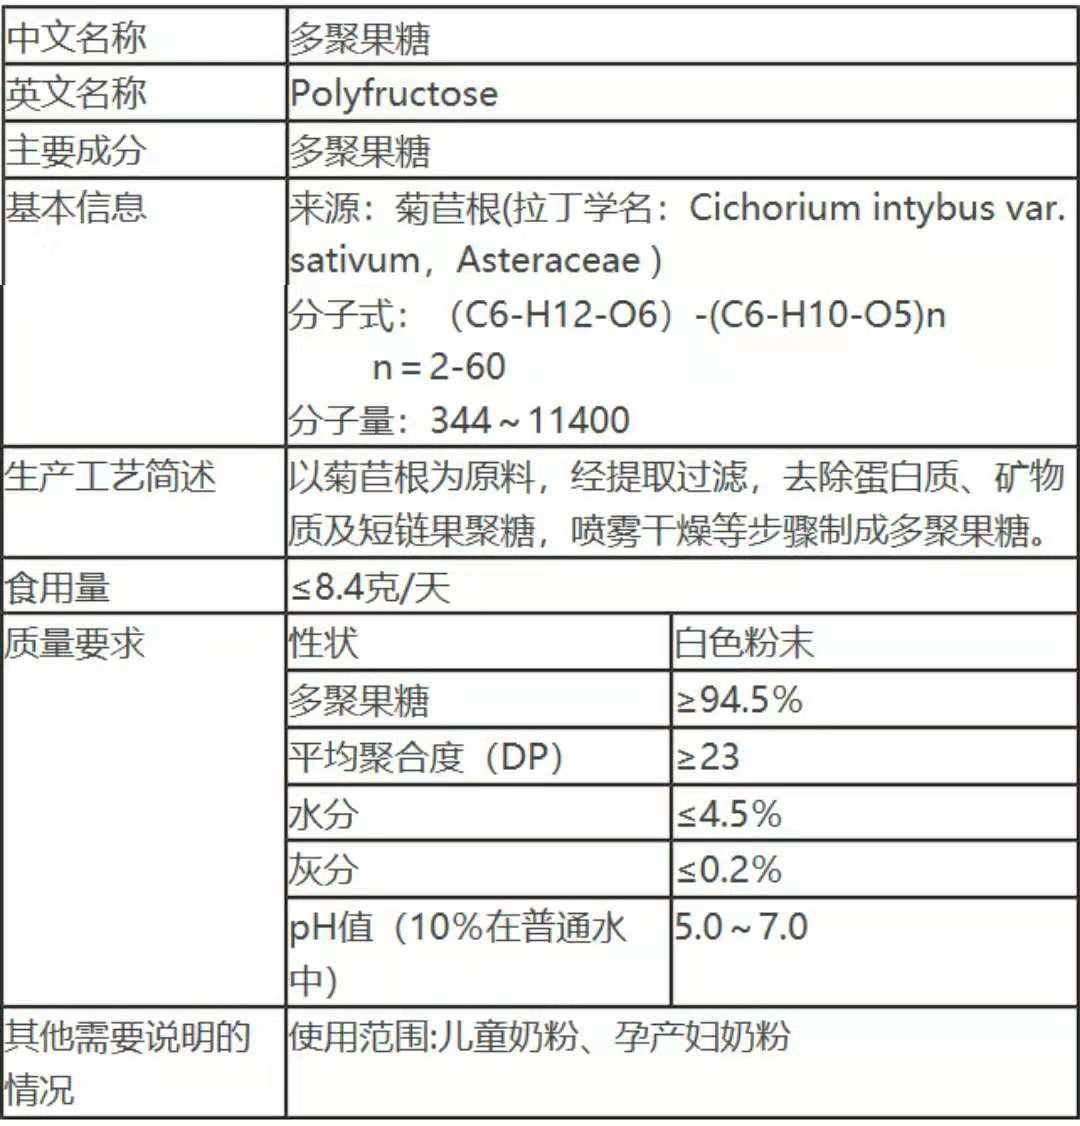 中文名称 多聚果糖
英文名称 Polyfructose
主要成分 多聚果糖
基本信息 来源：菊苣根(拉丁学名：Cichorium intybus var.
sativum，Asteraceae )
分子式：（C6-H12-O6）-(C6-H10-O5)n
n = 2-60
分子量：344～11400
生产工艺简述 以菊苣根为原料，经提取过滤，去除蛋白质、矿物
质及短链果聚糖，喷雾干燥等步骤制成多聚果糖。
食用量 ≤8.4克/天
质量要求 性状 白色粉末
多聚果糖 ≥94.5%
平均聚合度（DP） ≥23
水分 ≤4.5%
灰分 ≤0.2%
pH值（10%在普通水 5.0～7.0
中）
其他需要说明的 使用范围:儿童奶粉、孕产妇奶粉
情况